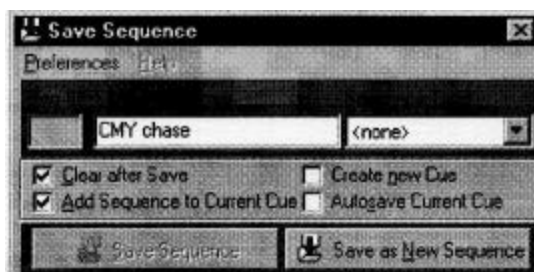 Save Sequence
Preferences Help
CMY chase <none>
Clear after Save Create new Cue
Add Sequence to Current Cue Autosave Current Cue
Save Sequence Save as New Sequence